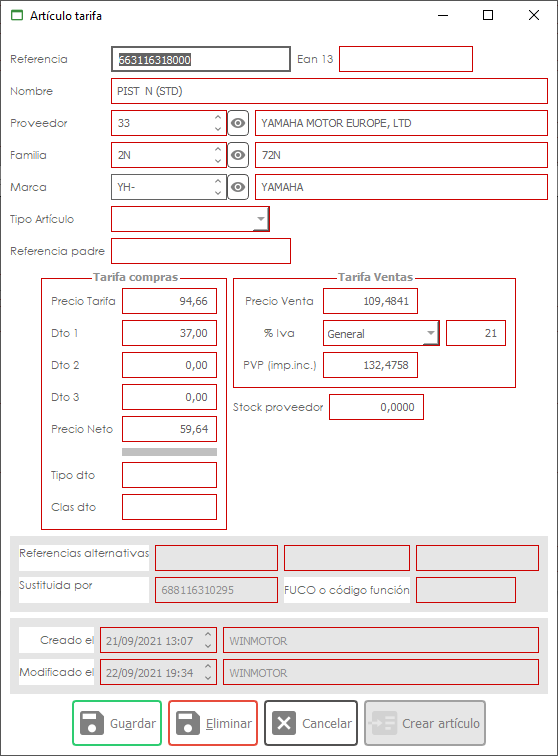 Artículo tarifa
Referencia 663116318000 Ean 13
Nombre PIST N (STD)
Proveedor 33 YAMAHA MOTOR EUROPE, LTD
Familia 2N 72N
Marca YH- YAMAHA
Tipo Artículo
Referencia padre
Tarifa compras
Precio Tarifa 94,66
Dto 1 37,00
Dto 2 0,00
Dto 3 0,00
Precio Neto 59,64
Tipo dto
Clas dto
Tarifa Ventas
Precio Venta 109,4841
% Iva General 21
PVP (imp.inc.) 132,4758
Stock proveedor 0,0000
Referencias alternativas
Sustituida por 688116310295 FUCO o código función
Creado el 21/09/2021 13:07 WINMOTOR
Modificado el 22/09/2021 19:34 WINMOTOR
Guardar Eliminar Cancelar Crear artículo